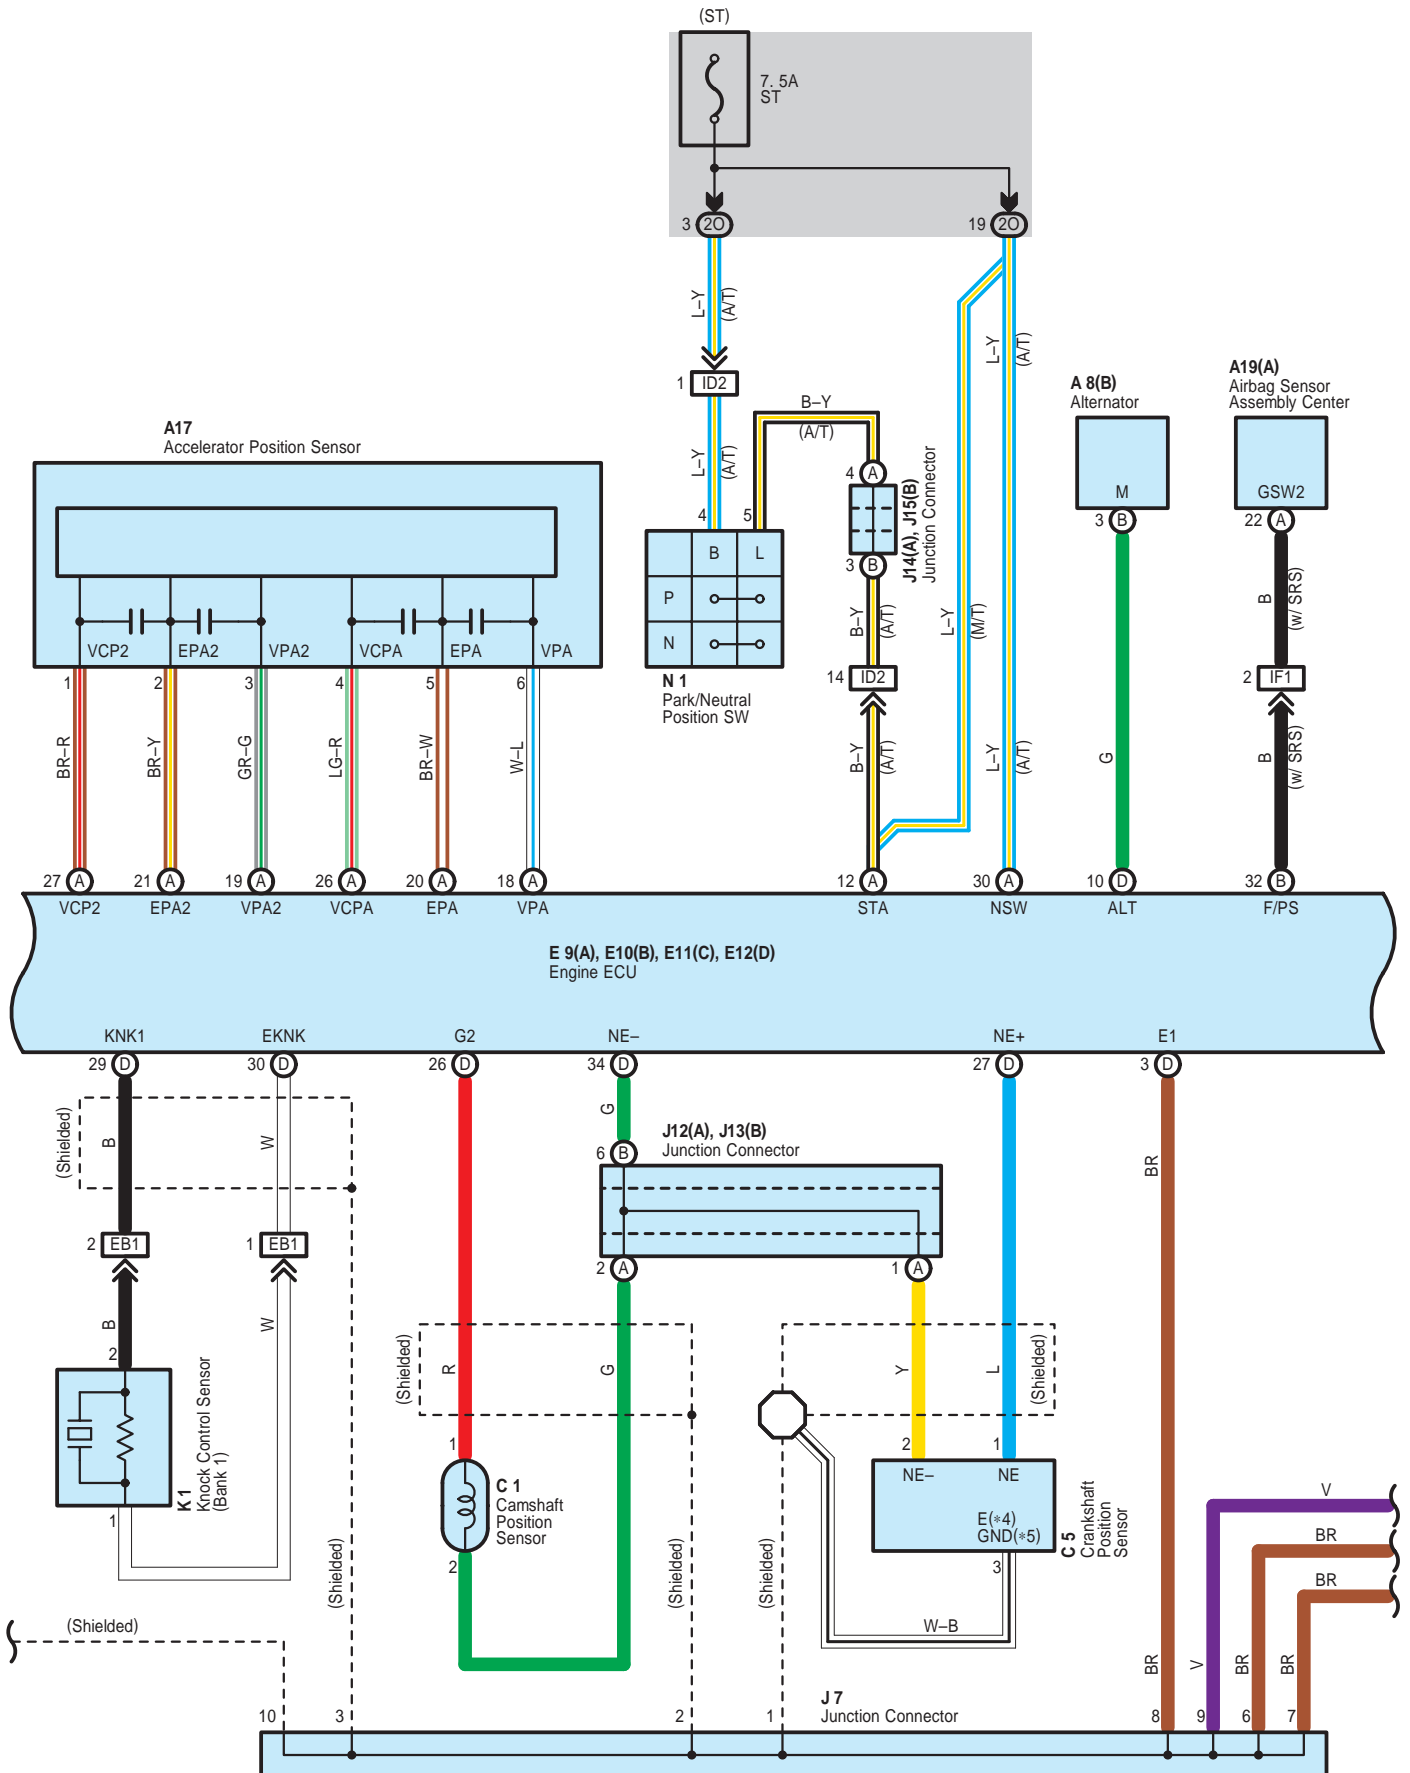 (ST)
7. 5A
ST
3 2O
19 2O
L–Y
(A/T)
L–Y
(A/T)
1 ID2
L–Y
(A/T)
B–Y
(A/T)
4 A
J14(A), J15(B)
Junction Connector
3 B
B–Y
(A/T)
L–Y
(M/T)
14 ID2
B–Y
(A/T)
L–Y
(A/T)
4 5
B L
P
N
N 1
Park/Neutral
Position SW
A 8(B)
Alternator
M
3 B
G
A19(A)
Airbag Sensor
Assembly Center
GSW2
22 A
B
(w/ SRS)
2 IF1
B
(w/ SRS)
A17
Accelerator Position Sensor
VCP2 EPA2 VPA2 VCPA EPA VPA
1 2 3 4 5 6
BR–R BR–Y GR–G LG–R BR–W W–L
27 A 21 A 19 A 26 A 20 A 18 A 12 A 30 A 10 D 32 B
VCP2 EPA2 VPA2 VCPA EPA VPA STA NSW ALT F/PS
E 9(A), E10(B), E11(C), E12(D)
Engine ECU
KNK1 EKNK G2 NE– NE+ E1
29 D 30 D 26 D 34 D 27 D 3 D
(Shielded)
B W G BR
J12(A), J13(B)
Junction Connector
6 B
2 A 1 A
2 EB1 1 EB1
B W
2
K 1
Knock Control Sensor
(Bank 1)
1
(Shielded)
R G
(Shielded)
Y L
1
C 1
Camshaft
Position
Sensor
2
2 1
NE– NE
E(*4)
GND(*5)
3
C 5
Crankshaft
Position
Sensor
W–B
V
BR
BR
(Shielded)
(Shielded)
(Shielded)
(Shielded)
BR V BR BR
J 7
Junction Connector
10 3 2 1 8 9 6 7